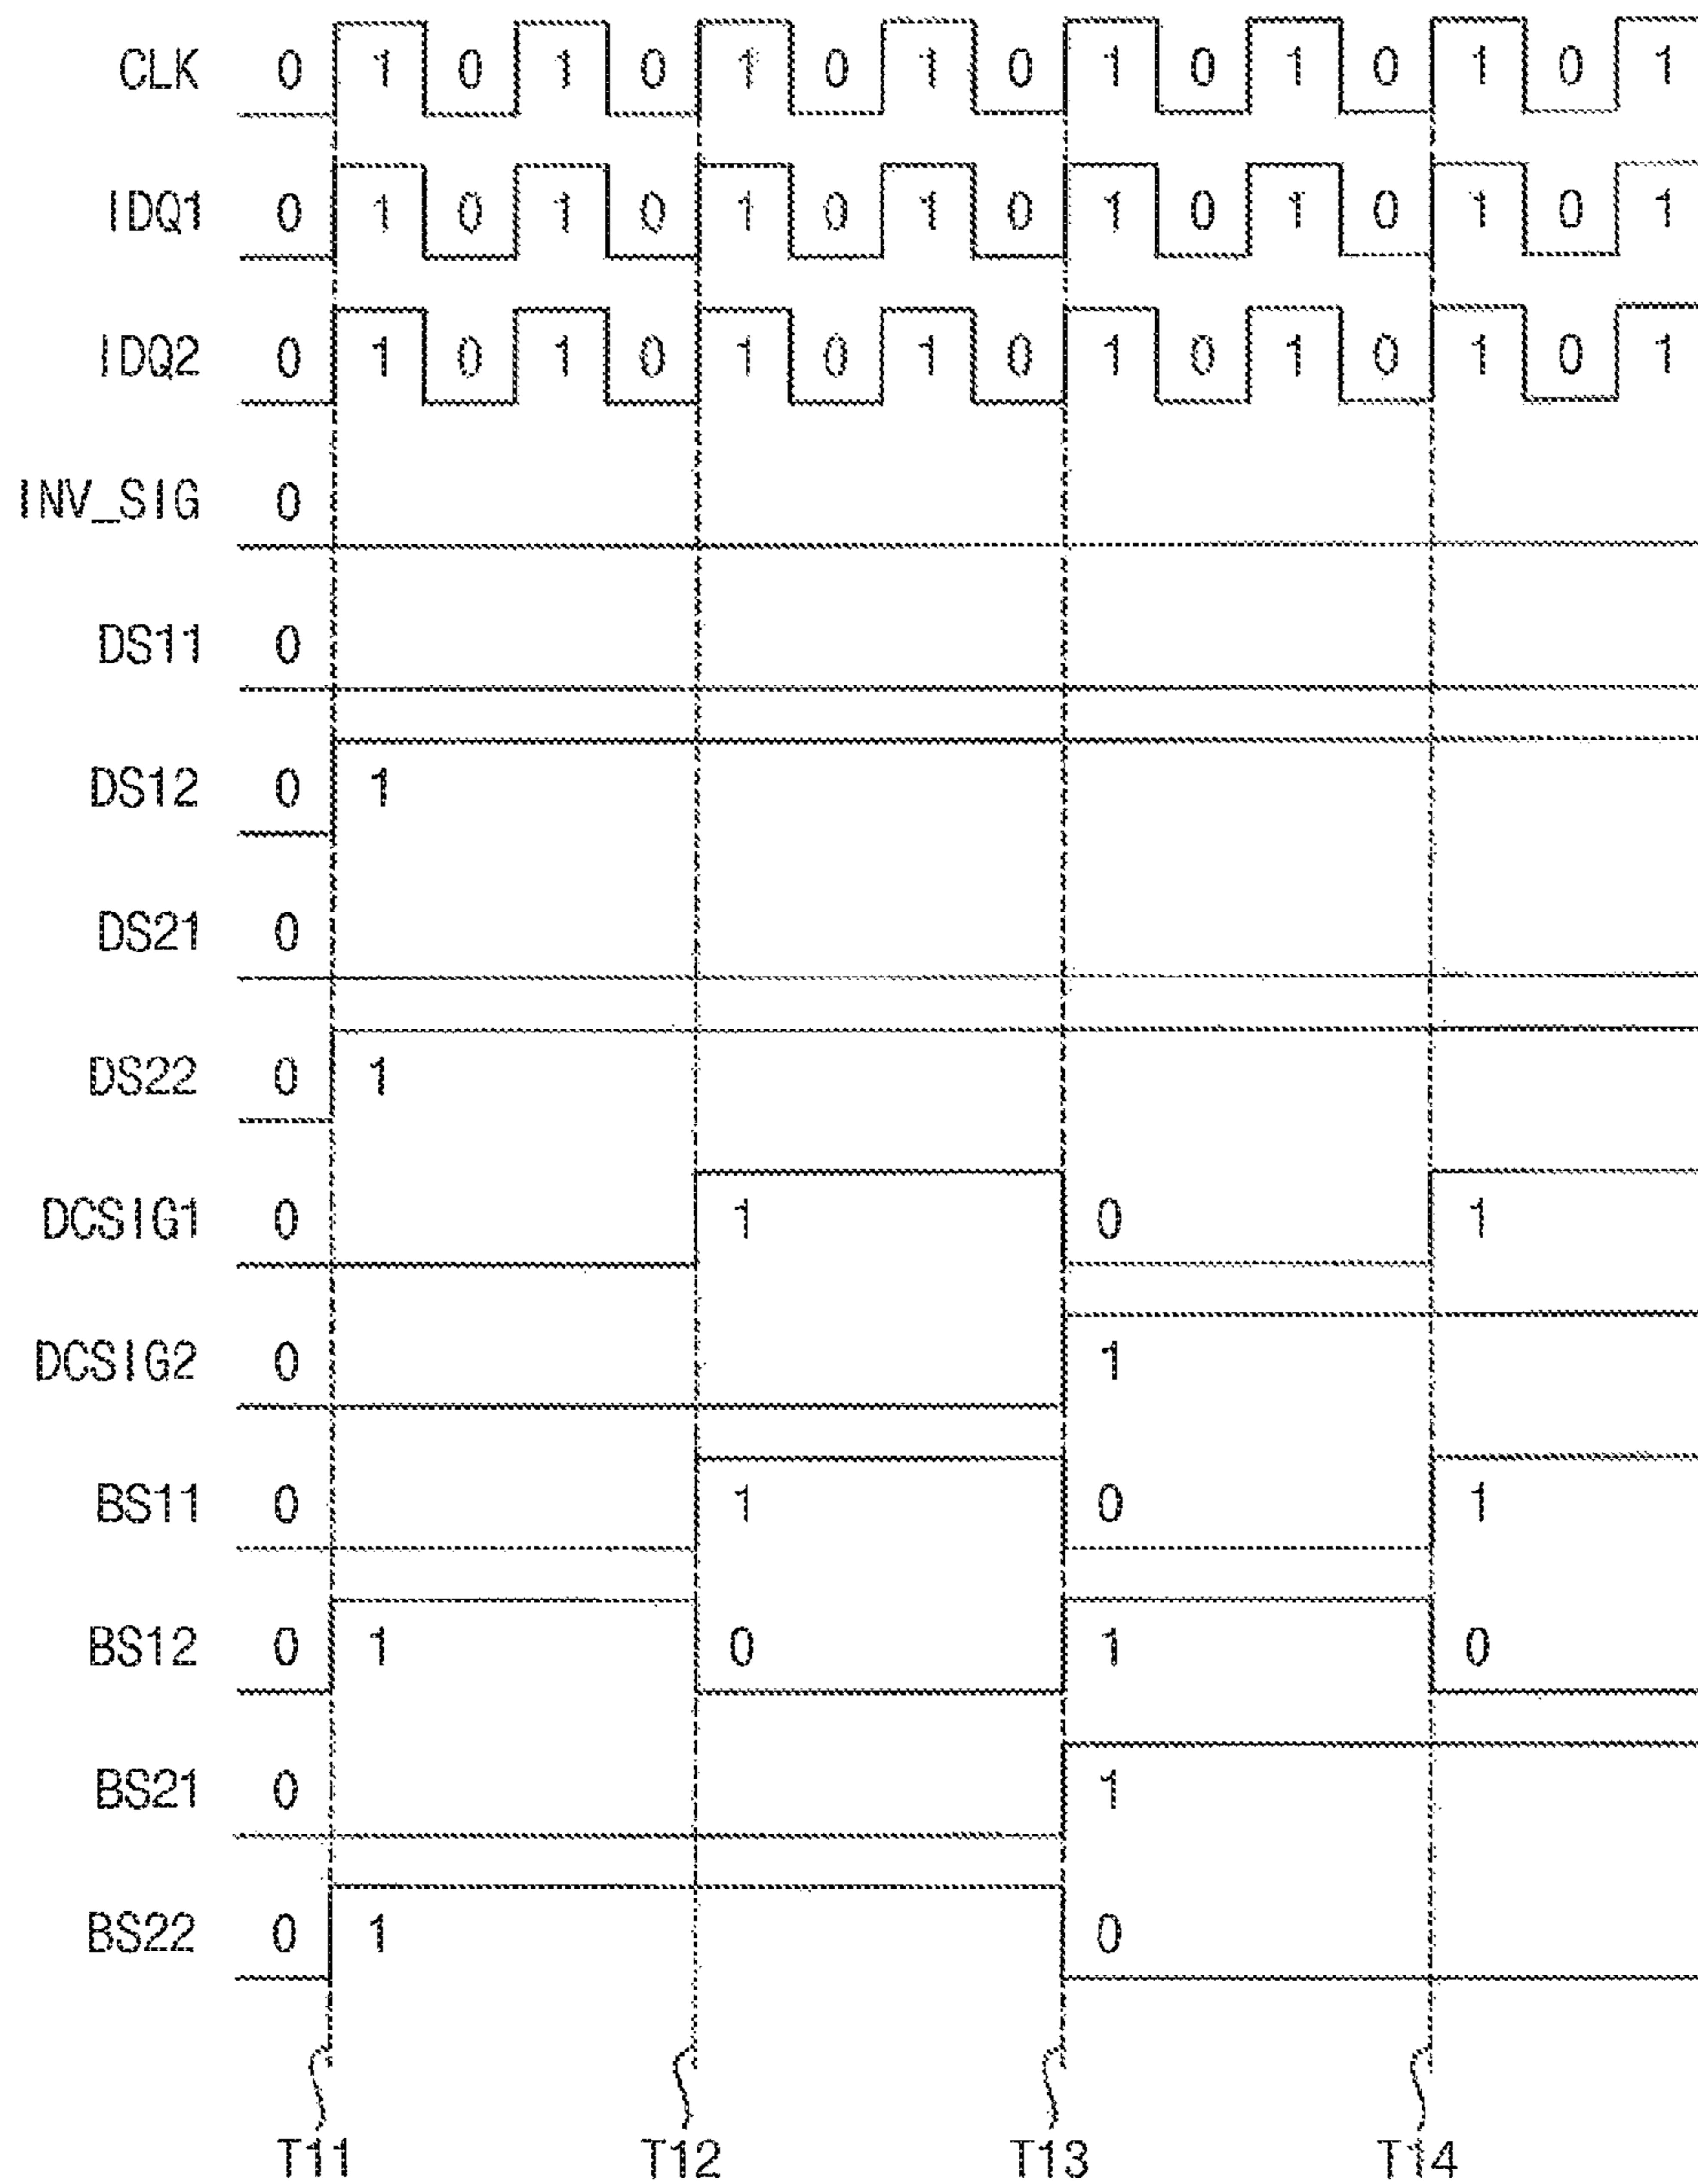 CLK 0 1 0 1 0 1 0 1 0 1 0 1 0 1 0 1
IDQ1 0 1 0 1 0 1 0 1 0 1 0 1 0 1 0 1
IDQ2 0 1 0 1 0 1 0 1 0 1 0 1 0 1 0 1
INV_SIG 0
DS11 0
DS12 0 1
DS21 0
DS22 0 1
DCSIG1 0 1 0 1
DCSIG2 0 1
BS11 0 1 0 1
BS12 0 1 0 1 0
BS21 0 1
BS22 0 1 0
T11 T12 T13 T14